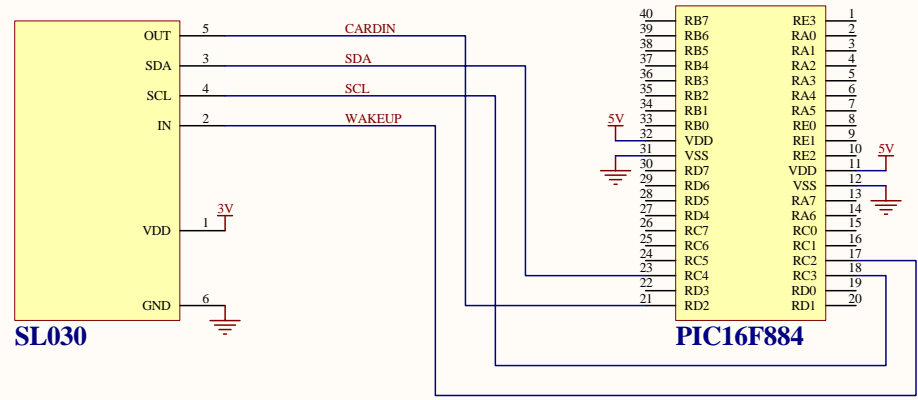 OUT 5 CARDIN
SDA 3 SDA
SCL 4 SCL
IN 2 WAKEUP
3V
VDD 1
GND 6
SL030
40 RB7 RE3 1
39 RB6 RA0 2
38 RB5 RA1 3
37 RB4 RA2 4
36 RB3 RA3 5
35 RB2 RA4 6
34 RB1 RA5 7
5V 33 RB0 RE0 8
32 VDD RE1 9
31 VSS RE2 10 5V
30 RD7 VDD 11
29 RD6 VSS 12
28 RD5 RA7 13
27 RD4 RA6 14
26 RC7 RC0 15
25 RC6 RC1 16
24 RC5 RC2 17
23 RC4 RC3 18
22 RD3 RD0 19
21 RD2 RD1 20
PIC16F884